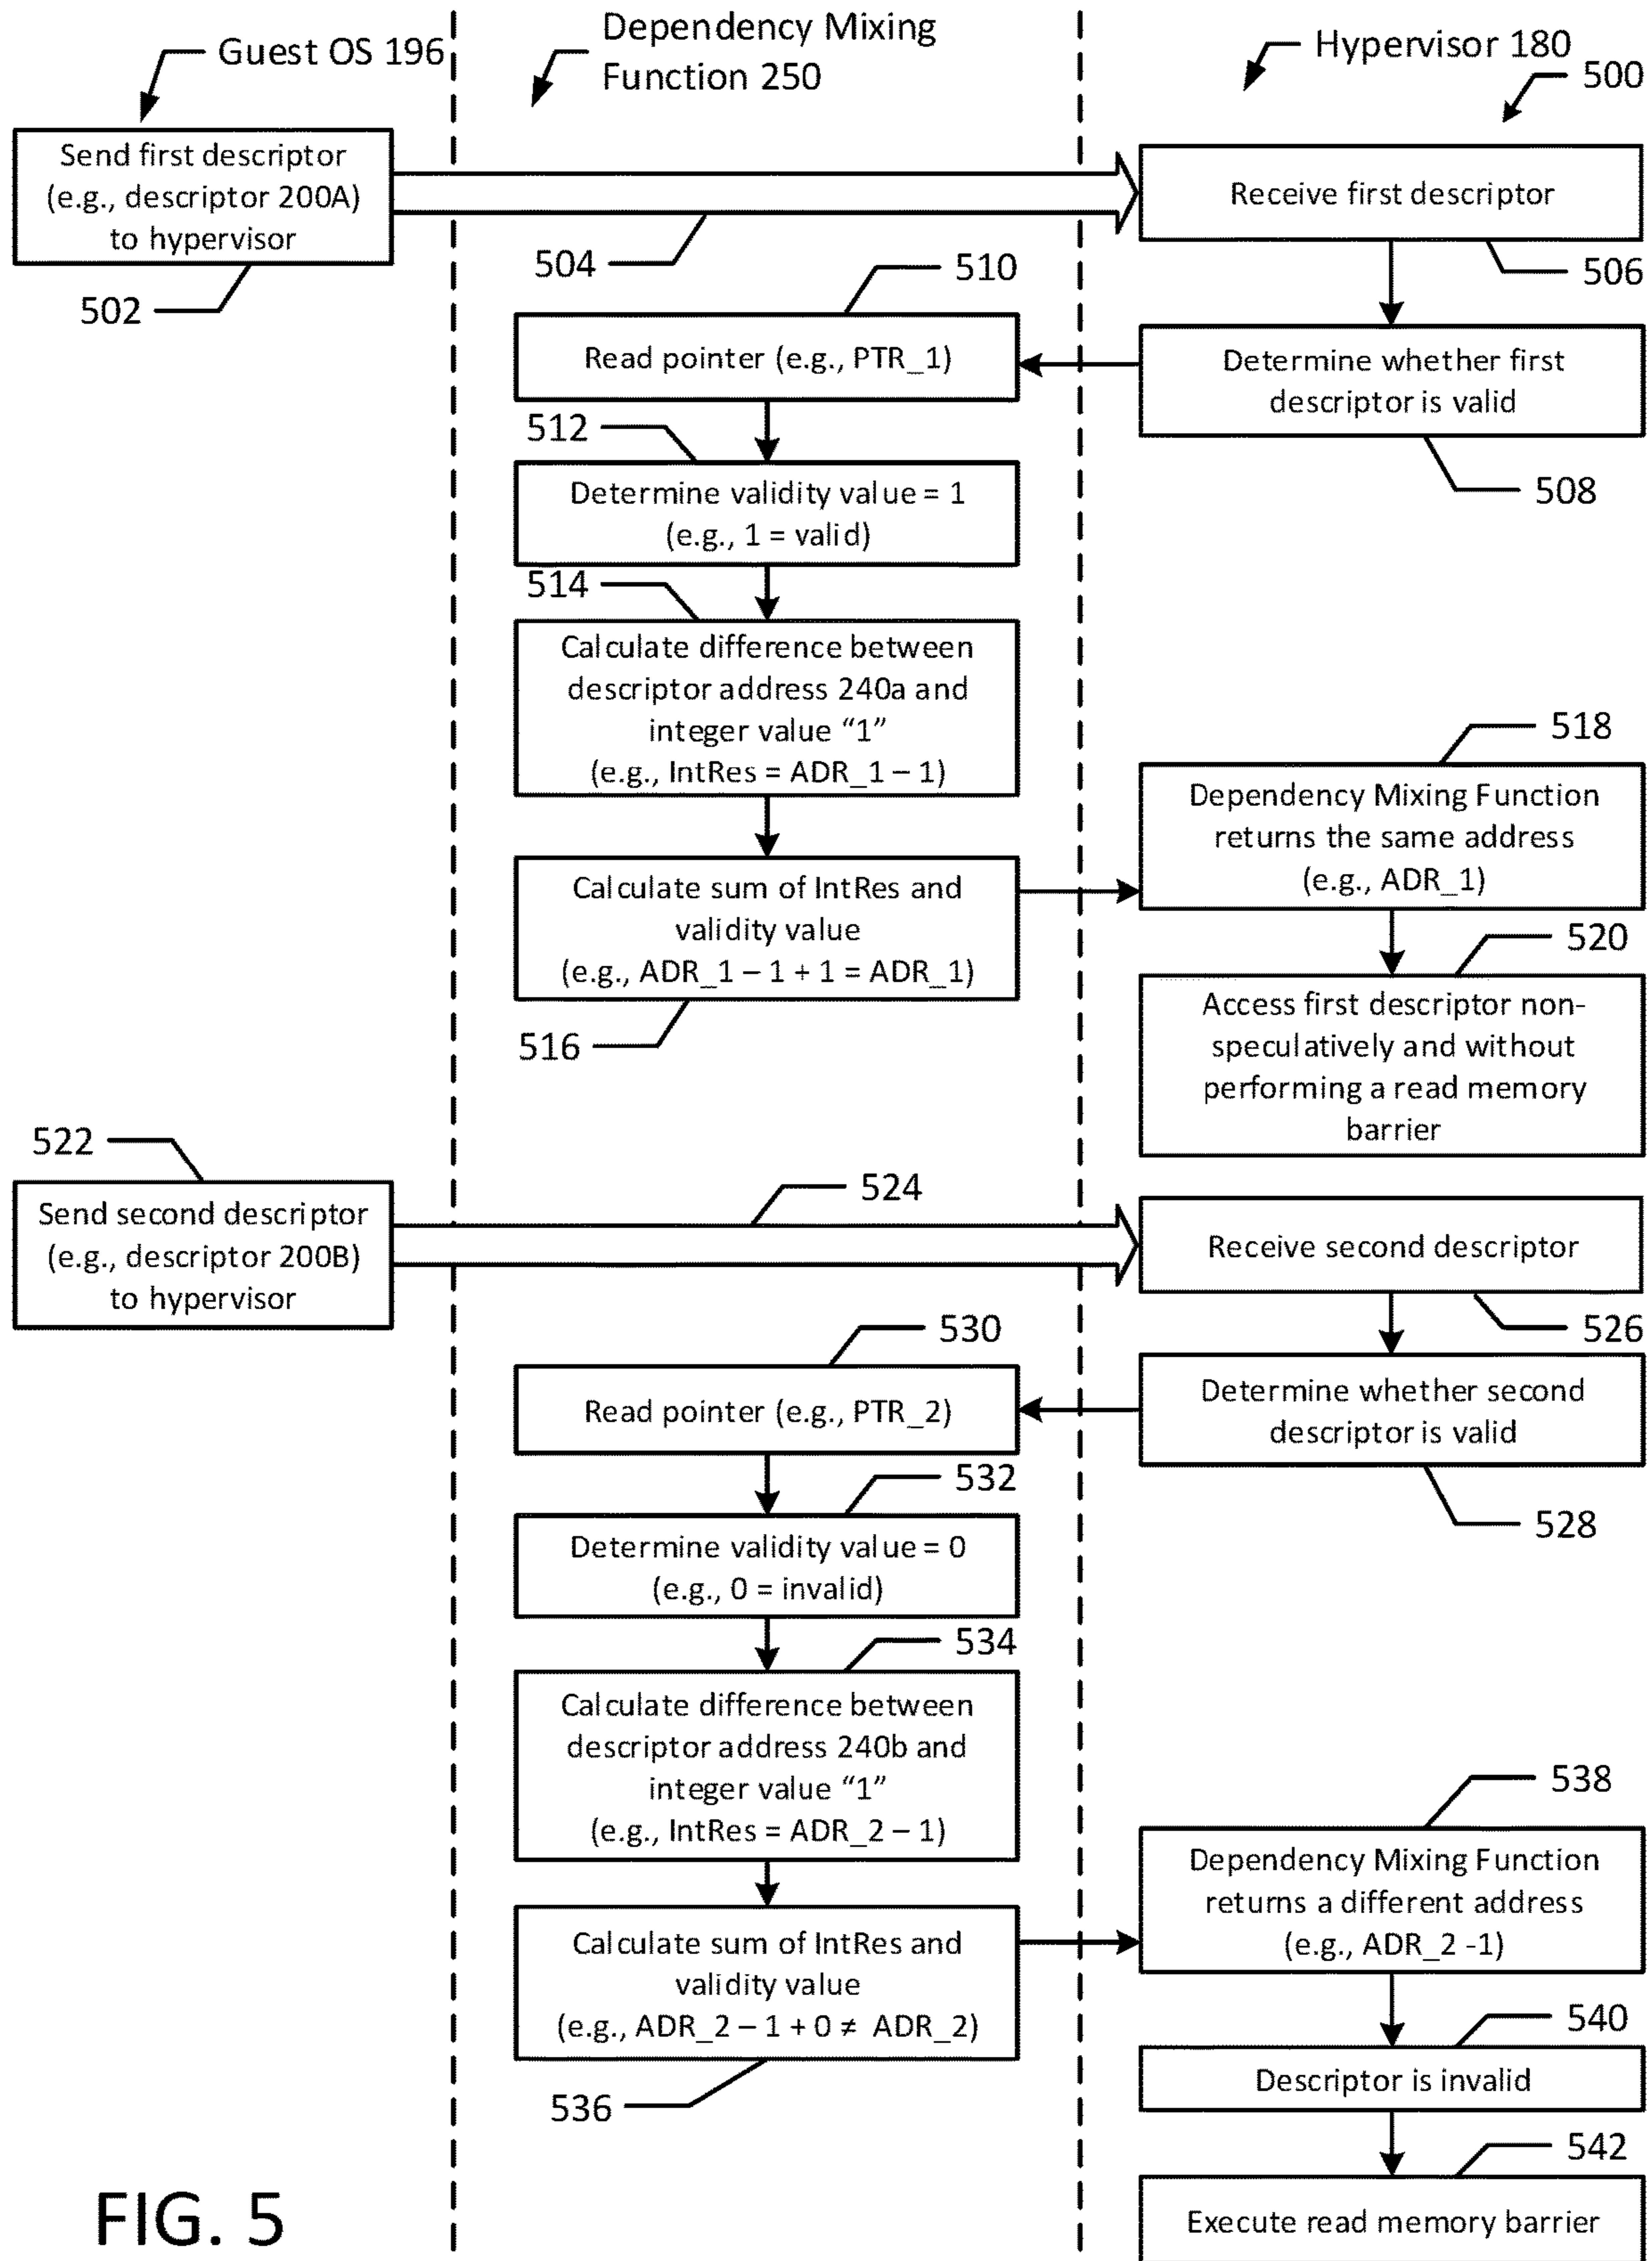 Guest OS 196
Dependency Mixing
Function 250
Hypervisor 180
500
Send first descriptor
(e.g., descriptor 200A)
to hypervisor
502
504
Receive first descriptor
506
510
Read pointer (e.g., PTR_1)
Determine whether first
descriptor is valid
508
512
Determine validity value = 1
(e.g., 1 = valid)
514
Calculate difference between
descriptor address 240a and
integer value “1”
(e.g., IntRes = ADR_1 – 1)
Calculate sum of IntRes and
validity value
(e.g., ADR_1 – 1 + 1 = ADR_1)
516
518
Dependency Mixing Function
returns the same address
(e.g., ADR_1)
520
Access first descriptor non-
speculatively and without
performing a read memory
barrier
522
Send second descriptor
(e.g., descriptor 200B)
to hypervisor
524
Receive second descriptor
526
530
Read pointer (e.g., PTR_2)
Determine whether second
descriptor is valid
528
532
Determine validity value = 0
(e.g., 0 = invalid)
534
Calculate difference between
descriptor address 240b and
integer value “1”
(e.g., IntRes = ADR_2 – 1)
Calculate sum of IntRes and
validity value
(e.g., ADR_2 – 1 + 0 ≠ ADR_2)
536
538
Dependency Mixing Function
returns a different address
(e.g., ADR_2 -1)
540
Descriptor is invalid
542
Execute read memory barrier
FIG. 5